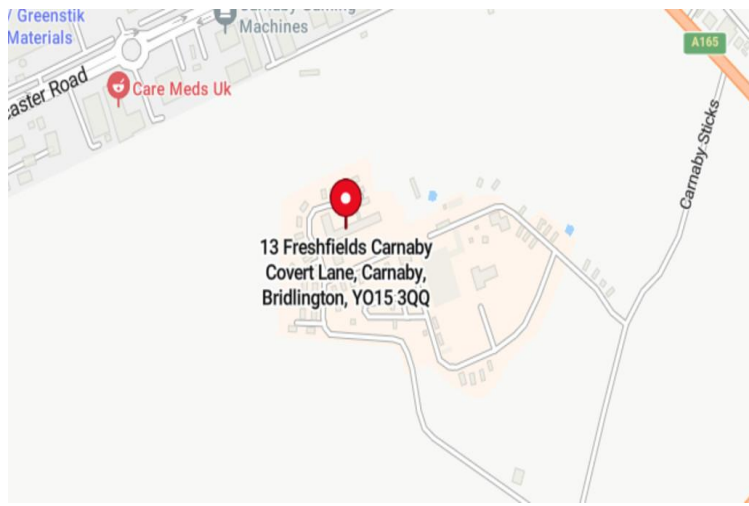 / Greenstik
Materials
Machines
caster Road
Care Meds Uk
A165
Carnaby Sticks
13 Freshfields Carnaby
Covert Lane, Carnaby,
Bridlington, YO15 3QQ